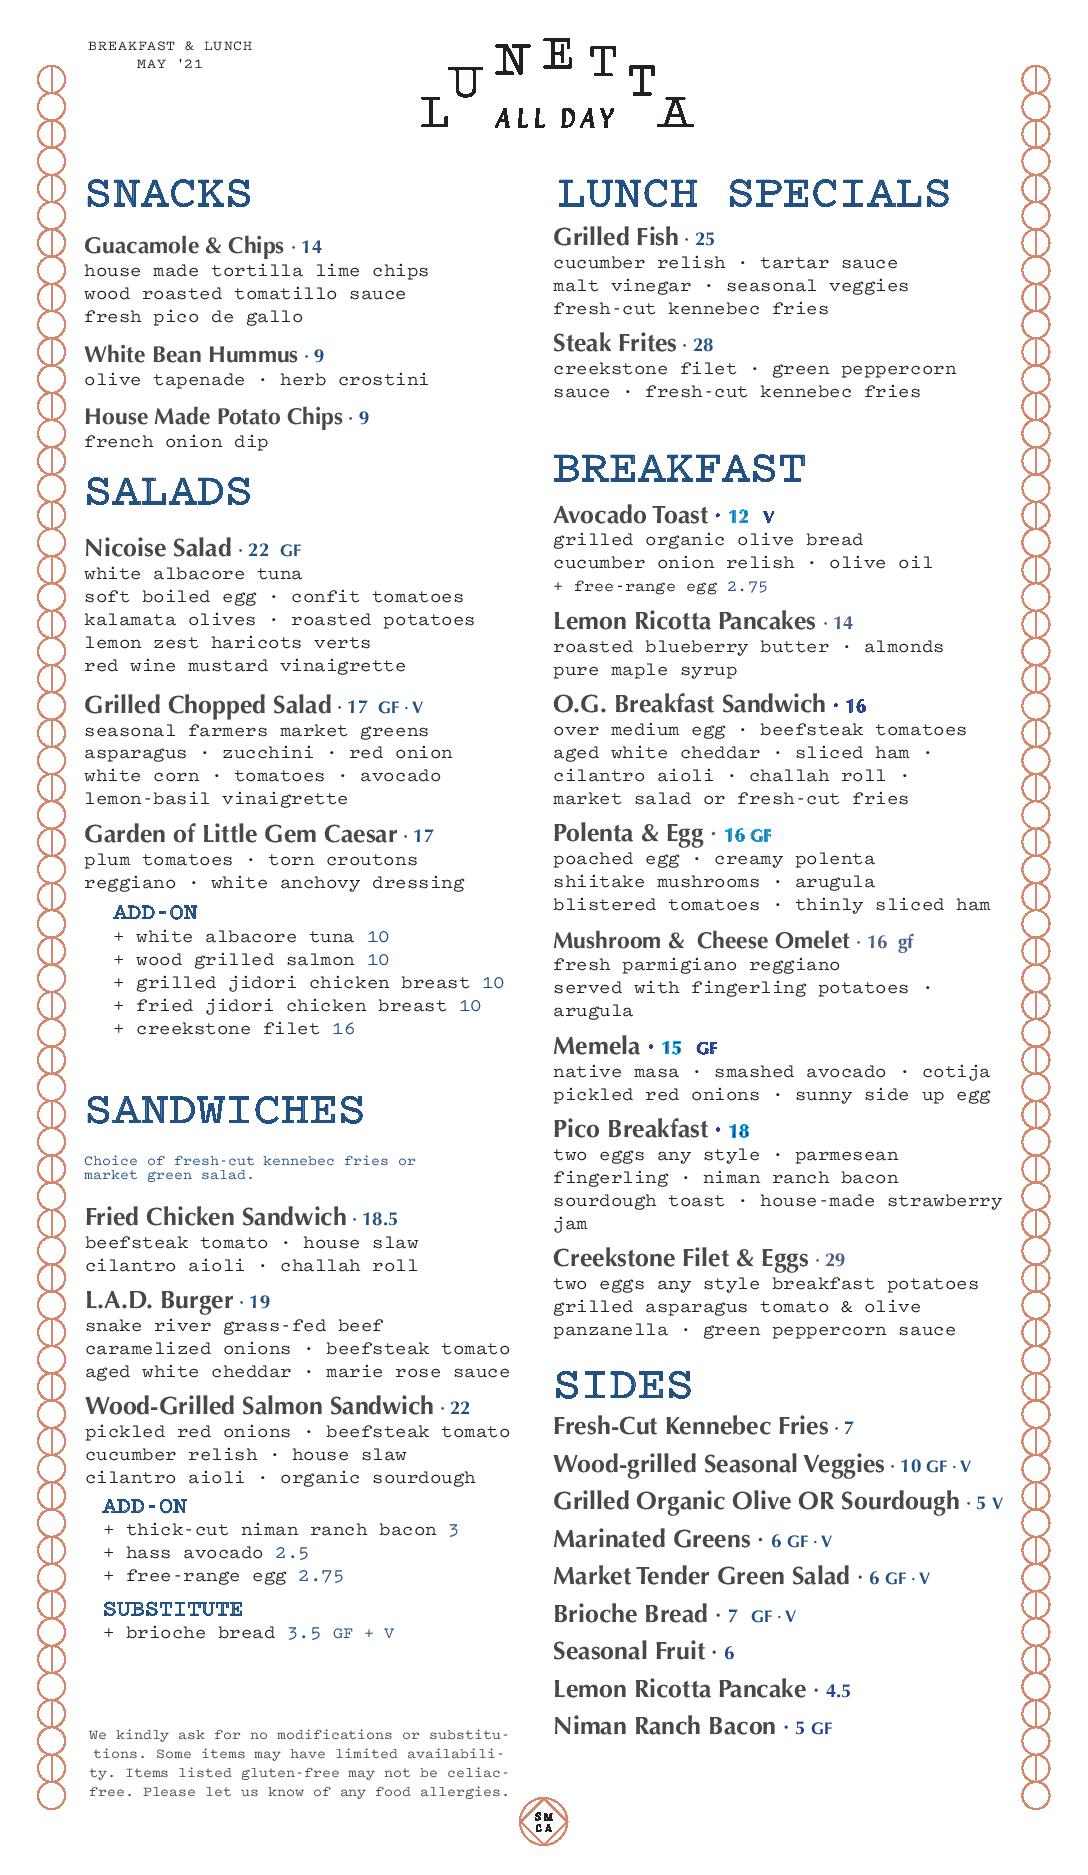 BREAKFAST & LUNCH
MAY '21
LUNETTA
ALL DAY
SNACKS
Guacamole & Chips · 14
house made tortilla lime chips
wood roasted tomatillo sauce
fresh pico de gallo
White Bean Hummus · 9
olive tapenade · herb crostini
House Made Potato Chips · 9
french onion dip
SALADS
Nicoise Salad · 22 GF
white albacore tuna
soft boiled egg · confit tomatoes
kalamata olives · roasted potatoes
lemon zest haricots verts
red wine mustard vinaigrette
Grilled Chopped Salad · 17 GF · V
seasonal farmers market greens
asparagus · zucchini · red onion
white corn · tomatoes · avocado
lemon-basil vinaigrette
Garden of Little Gem Caesar · 17
plum tomatoes · torn croutons
reggiano · white anchovy dressing
ADD-ON
+ white albacore tuna 10
+ wood grilled salmon 10
+ grilled jidori chicken breast 10
+ fried jidori chicken breast 10
+ creekstone filet 16
SANDWICHES
Choice of fresh-cut kennebec fries or
market green salad.
Fried Chicken Sandwich · 18.5
beefsteak tomato · house slaw
cilantro aioli · challah roll
L.A.D. Burger · 19
snake river grass-fed beef
caramelized onions · beefsteak tomato
aged white cheddar · marie rose sauce
Wood-Grilled Salmon Sandwich · 22
pickled red onions · beefsteak tomato
cucumber relish · house slaw
cilantro aioli · organic sourdough
ADD-ON
+ thick-cut niman ranch bacon 3
+ hass avocado 2.5
+ free-range egg 2.75
SUBSTITUTE
+ brioche bread 3.5 GF + V
We kindly ask for no modifications or substitu-
tions. Some items may have limited availabili-
ty. Items listed gluten-free may not be celiac-
free. Please let us know of any food allergies.
LUNCH SPECIALS
Grilled Fish · 25
cucumber relish · tartar sauce
malt vinegar · seasonal veggies
fresh-cut kennebec fries
Steak Frites · 28
creekstone filet · green peppercorn
sauce · fresh-cut kennebec fries
BREAKFAST
Avocado Toast · 12 V
grilled organic olive bread
cucumber onion relish · olive oil
+ free-range egg 2.75
Lemon Ricotta Pancakes · 14
roasted blueberry butter · almonds
pure maple syrup
O.G. Breakfast Sandwich · 16
over medium egg · beefsteak tomatoes
aged white cheddar · sliced ham ·
cilantro aioli · challah roll ·
market salad or fresh-cut fries
Polenta & Egg · 16 GF
poached egg · creamy polenta
shiitake mushrooms · arugula
blistered tomatoes · thinly sliced ham
Mushroom & Cheese Omelet · 16 gf
fresh parmigiano reggiano
served with fingerling potatoes ·
arugula
Memela · 15 GF
native masa · smashed avocado · cotija
pickled red onions · sunny side up egg
Pico Breakfast · 18
two eggs any style · parmesean
fingerling · niman ranch bacon
sourdough toast · house-made strawberry
jam
Creekstone Filet & Eggs · 29
two eggs any style breakfast potatoes
grilled asparagus tomato & olive
panzanella · green peppercorn sauce
SIDES
Fresh-Cut Kennebec Fries · 7
Wood-grilled Seasonal Veggies · 10 GF · V
Grilled Organic Olive OR Sourdough · 5 V
Marinated Greens · 6 GF · V
Market Tender Green Salad · 6 GF · V
Brioche Bread · 7 GF · V
Seasonal Fruit · 6
Lemon Ricotta Pancake · 4.5
Niman Ranch Bacon · 5 GF
SM
CA